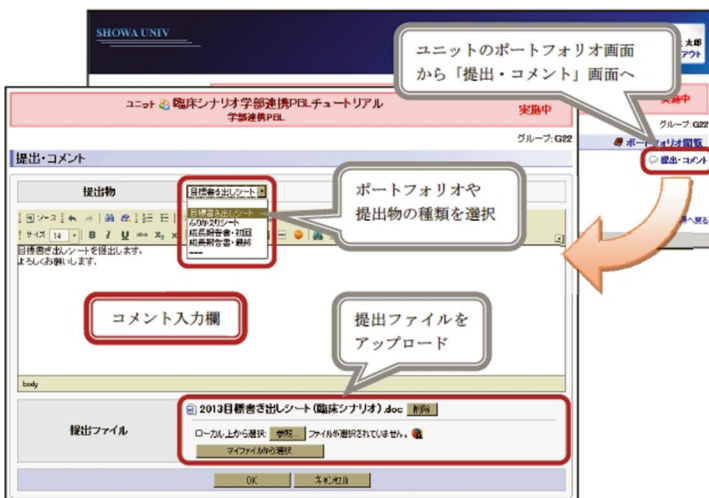 SHOWA UNIV
太郎
ユニットのポートフォリオ画面
から「提出・コメント」画面へ
実施中
グループ: G22
ポートフォリオ閲覧
提出・コメント
へ戻る
ユニット 臨床シナリオ学部連携PBLチュートリアル
学部連携PBL
実施中
グループ: G22
提出・コメント
提出物
目標書き出しシート
目標書き出しシート
ふりかえりシート
成長報告書・初回
成長報告書・最終
----
ポートフォリオや
提出物の種類を選択
ソース
サイズ 14 B I U abc X₂
目標書き出しシートを提出します。
よろしくお願いします。
コメント入力欄
提出ファイルを
アップロード
body
提出ファイル
2013目標書き出しシート(臨床シナリオ).doc 削除
ローカル上から選択: 参照... ファイルが選択されていません。
マイファイルから選択
OK キャンセル